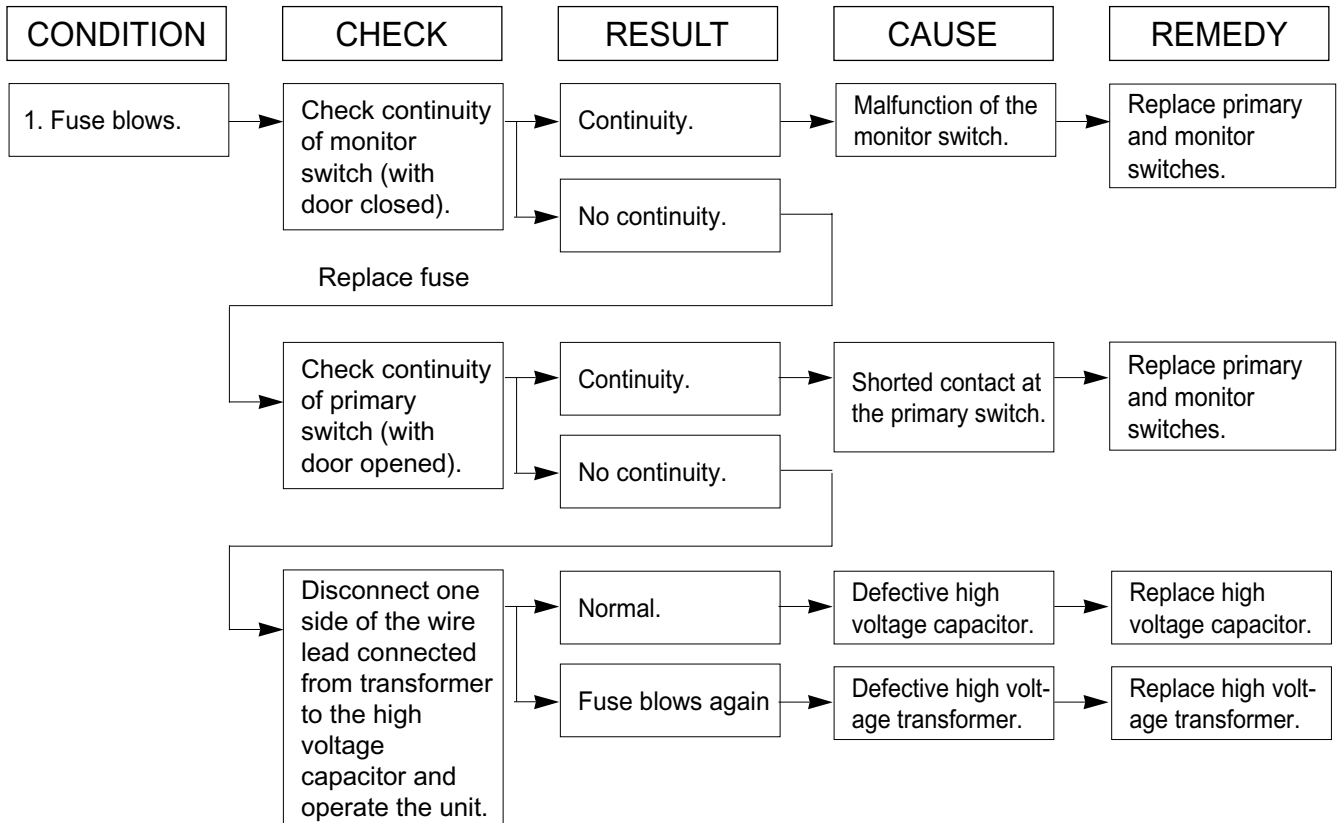 CONDITION
CHECK
RESULT
CAUSE
REMEDY
1. Fuse blows.
Check continuity
of monitor
switch (with
door closed).
Continuity.
Malfunction of the
monitor switch.
Replace primary
and monitor
switches.
No continuity.
Replace fuse
Check continuity
of primary
switch (with
door opened).
Continuity.
Shorted contact at
the primary switch.
Replace primary
and monitor
switches.
No continuity.
Disconnect one
side of the wire
lead connected
from transformer
to the high
voltage
capacitor and
operate the unit.
Normal.
Defective high
voltage capacitor.
Replace high
voltage capacitor.
Fuse blows again
Defective high volt-
age transformer.
Replace high volt-
age transformer.